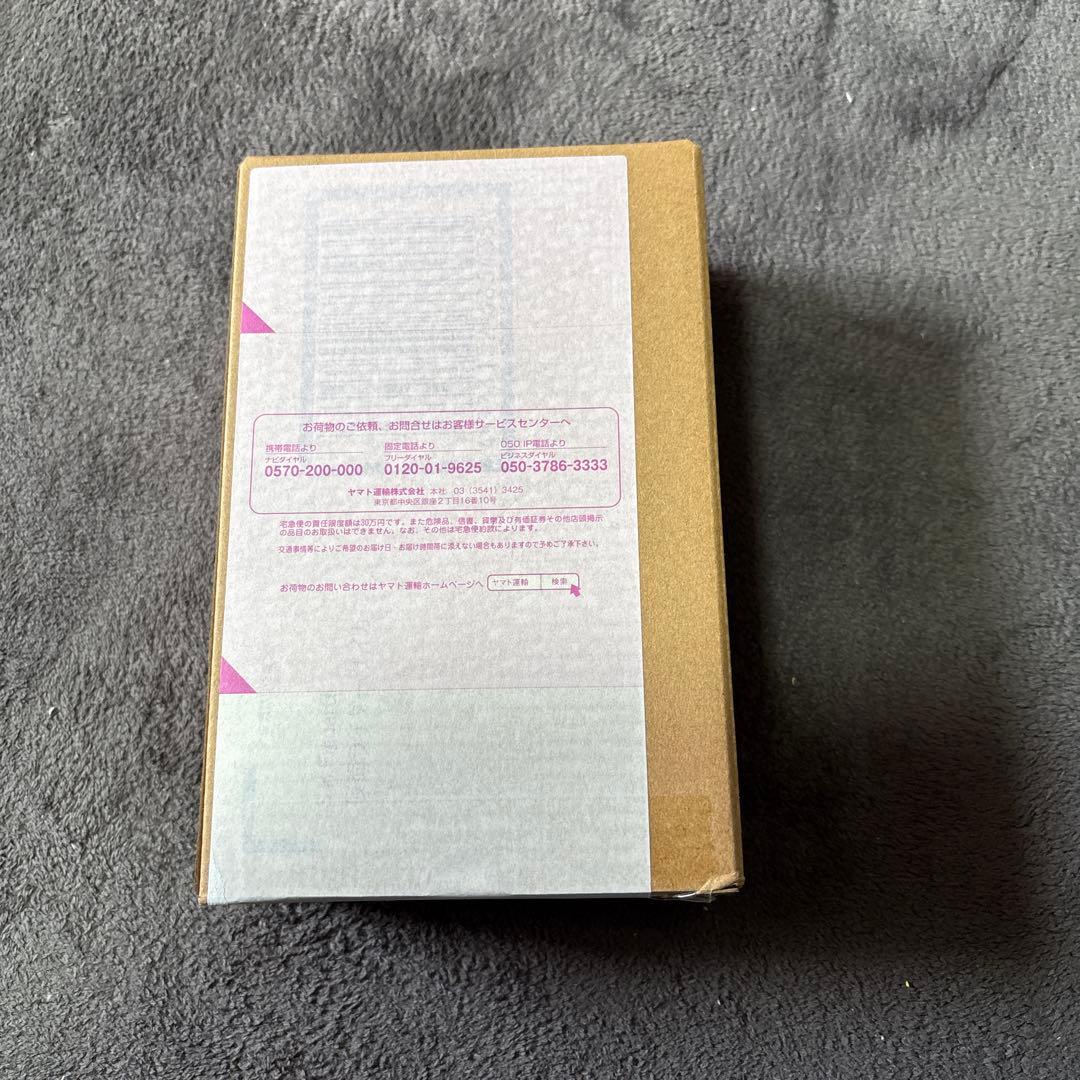 お荷物のご依頼、お問合せはお客様サービスセンターへ
携帯電話より 固定電話より 050 IP電話より
ナビダイヤル フリーダイヤル ビジネスダイヤル
0570-200-000 0120-01-9625 050-3786-3333
ヤマト運輸株式会社 本社 03（3541）3425
東京都中央区銀座2丁目16番10号
宅急便の責任限度額は30万円です。また危険品、信書、貨幣及び有価証券その他店頭掲示
の品目のお取扱いはできません。なお、その他は宅急便約款によります。
交通事情等によりご希望のお届け日・お届け時間帯に添えない場合もありますので予めご了承下さい。
お荷物のお問い合わせはヤマト運輸ホームページへ ヤマト運輸 検索